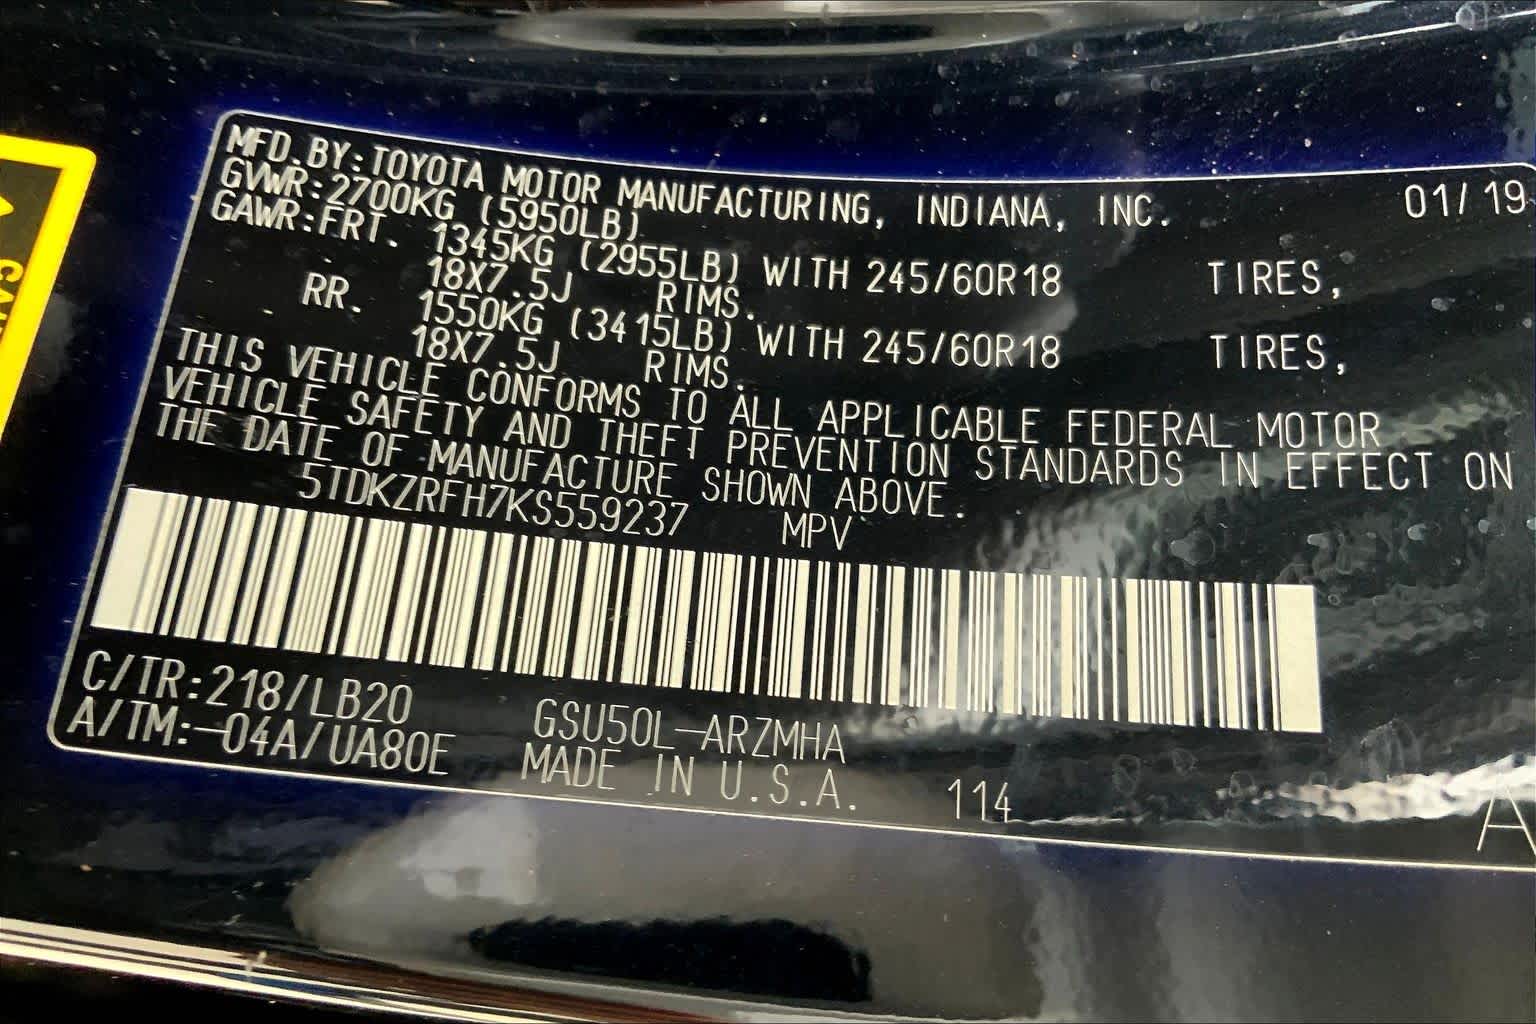 MFD.BY:TOYOTA MOTOR MANUFACTURING, INDIANA, INC. 01/19
GVWR:2700KG (5950LB)
GAWR:FRT. 1345KG (2955LB) WITH 245/60R18 TIRES,
18X7.5J RIMS.
RR. 1550KG (3415LB) WITH 245/60R18 TIRES,
18X7.5J RIMS.
THIS VEHICLE CONFORMS TO ALL APPLICABLE FEDERAL MOTOR
VEHICLE SAFETY AND THEFT PREVENTION STANDARDS IN EFFECT ON
THE DATE OF MANUFACTURE SHOWN ABOVE.
5TDKZRFH7KS559237 MPV
C/TR:218/LB20 GSU50L-ARZMHA
A/TM:-04A/UA80E MADE IN U.S.A. 114 A